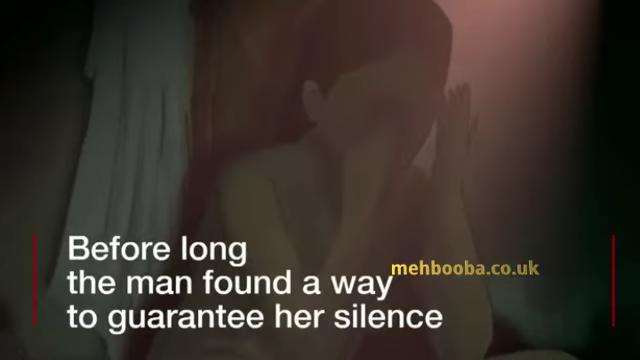 Before long
the man found a way
to guarantee her silence
mehbooba.co.uk